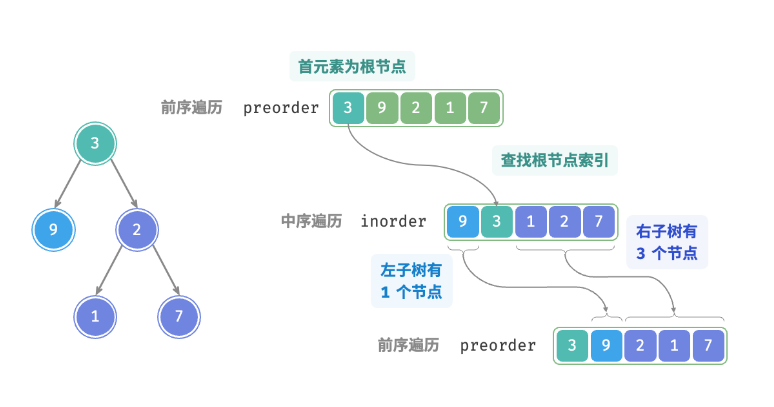 首元素为根节点
前序遍历 preorder 3 9 2 1 7
3
查找根节点索引
9 2
中序遍历 inorder 9 3 1 2 7
右子树有
3 个节点
左子树有
1 个节点
1 7
前序遍历 preorder 3 9 2 1 7